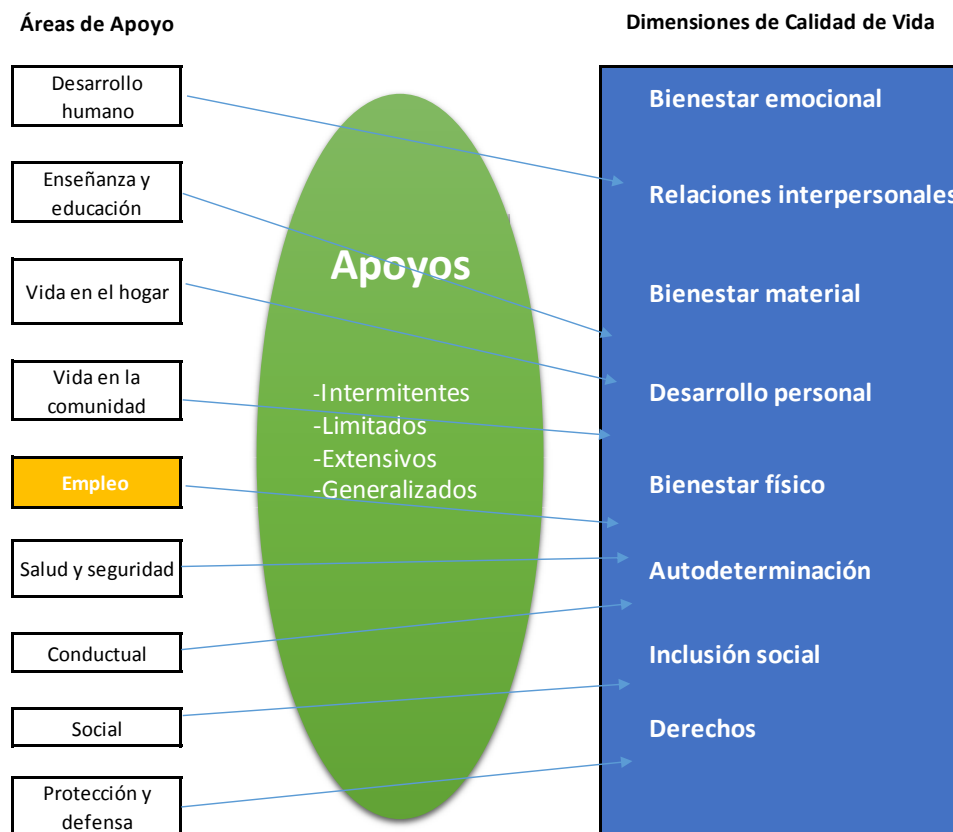 Áreas de Apoyo
Dimensiones de Calidad de Vida
Desarrollo
humano
Enseñanza y
educación
Vida en el hogar
Vida en la
comunidad
Empleo
Salud y seguridad
Conductual
Social
Protección y
defensa
Apoyos
-Intermitentes
-Limitados
-Extensivos
-Generalizados
Bienestar emocional
Relaciones interpersonales
Bienestar material
Desarrollo personal
Bienestar físico
Autodeterminación
Inclusión social
Derechos